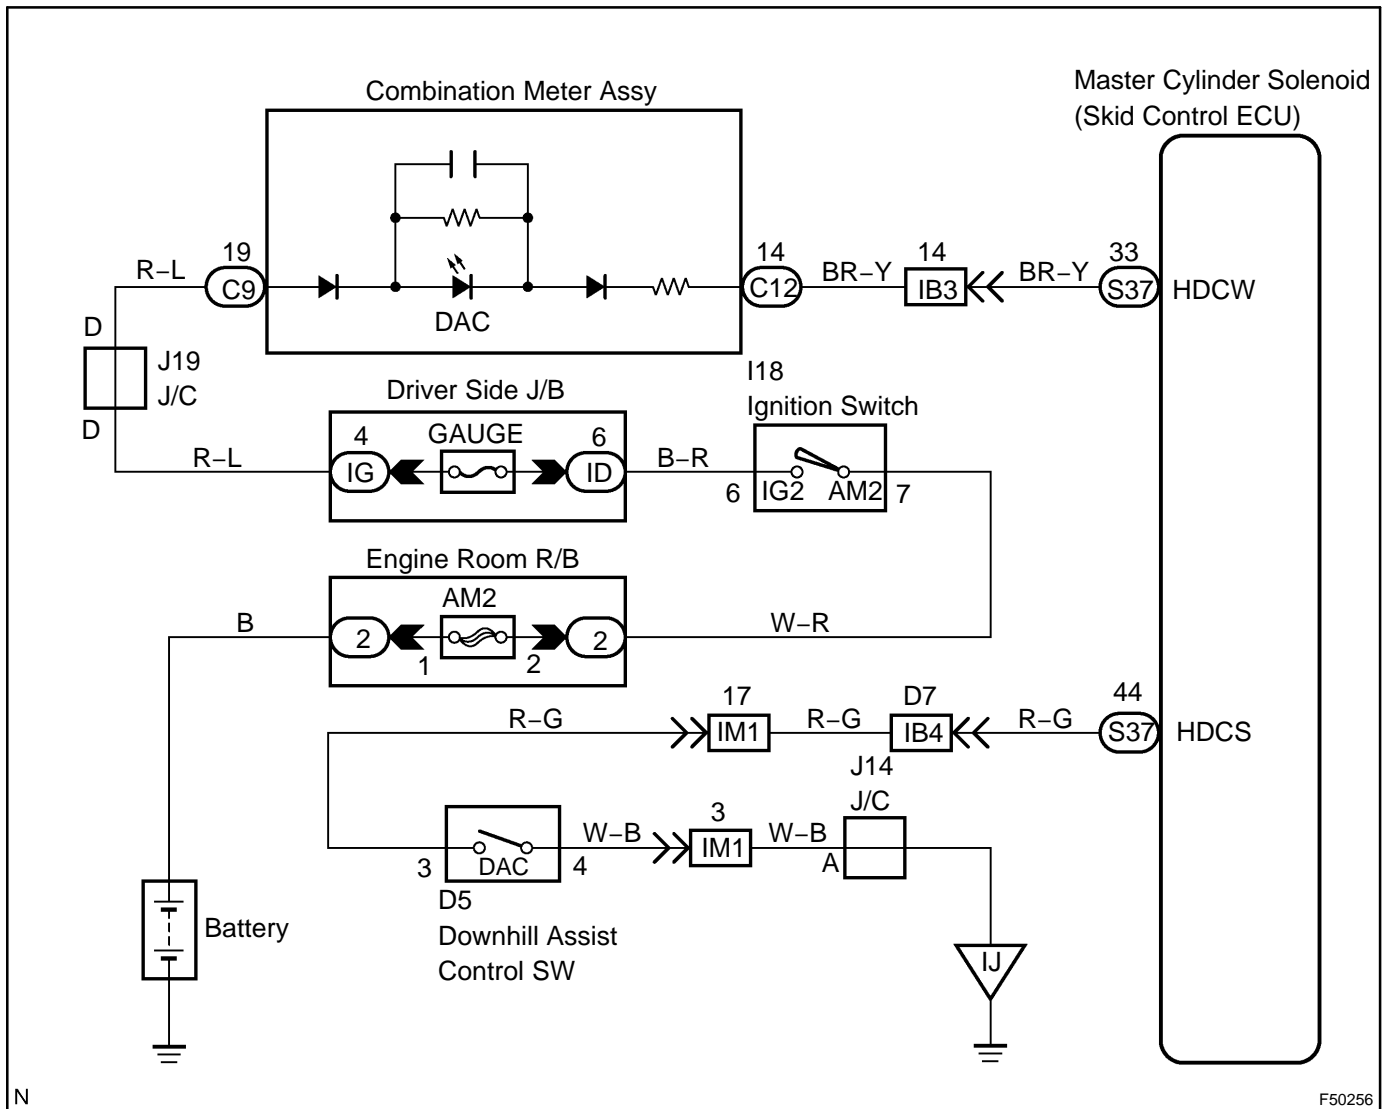 Combination Meter Assy
Master Cylinder Solenoid
(Skid Control ECU)
R–L
19
C9
DAC
14
C12
BR–Y
14
IB3
BR–Y
33
S37
HDCW
D
J19
J/C
D
I18
Ignition Switch
Driver Side J/B
4
GAUGE
6
R–L
IG
ID
B–R
6
IG2
AM2
7
Engine Room R/B
AM2
B
2
1
2
2
W–R
R–G
17
IM1
R–G
D7
IB4
R–G
44
S37
HDCS
J14
J/C
3
DAC
4
W–B
3
IM1
W–B
A
D5
Downhill Assist
Control SW
Battery
IJ
N
F50256